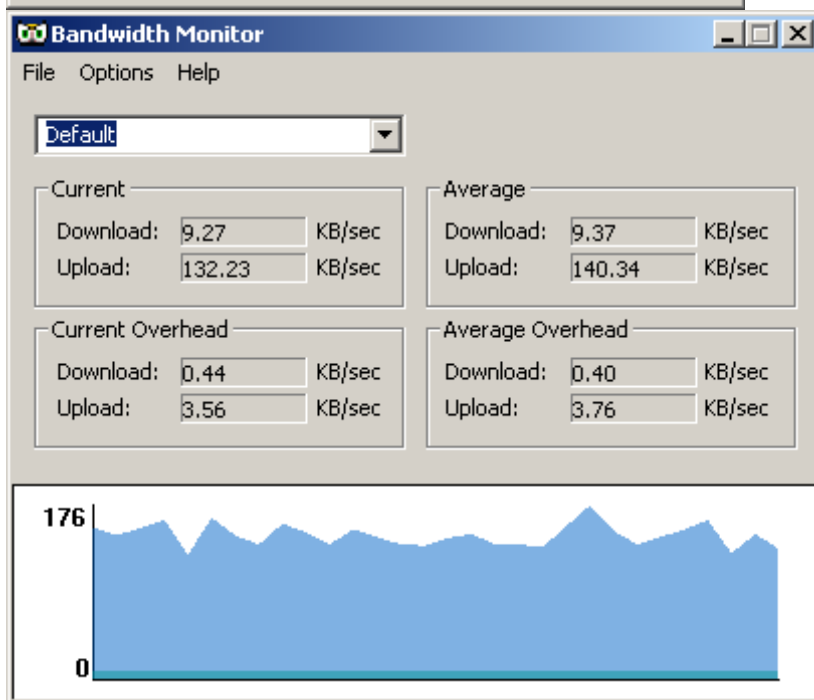 Bandwidth Monitor
File Options Help
Default
Current
Download: 9.27 KB/sec
Upload: 132.23 KB/sec
Average
Download: 9.37 KB/sec
Upload: 140.34 KB/sec
Current Overhead
Download: 0.44 KB/sec
Upload: 3.56 KB/sec
Average Overhead
Download: 0.40 KB/sec
Upload: 3.76 KB/sec
176
0